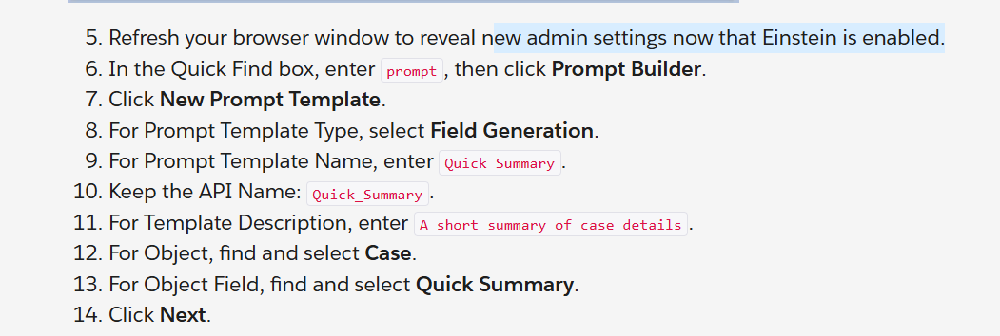 5. Refresh your browser window to reveal new admin settings now that Einstein is enabled.
6. In the Quick Find box, enter prompt, then click Prompt Builder.
7. Click New Prompt Template.
8. For Prompt Template Type, select Field Generation.
9. For Prompt Template Name, enter Quick Summary.
10. Keep the API Name: Quick_Summary.
11. For Template Description, enter A short summary of case details.
12. For Object, find and select Case.
13. For Object Field, find and select Quick Summary.
14. Click Next.